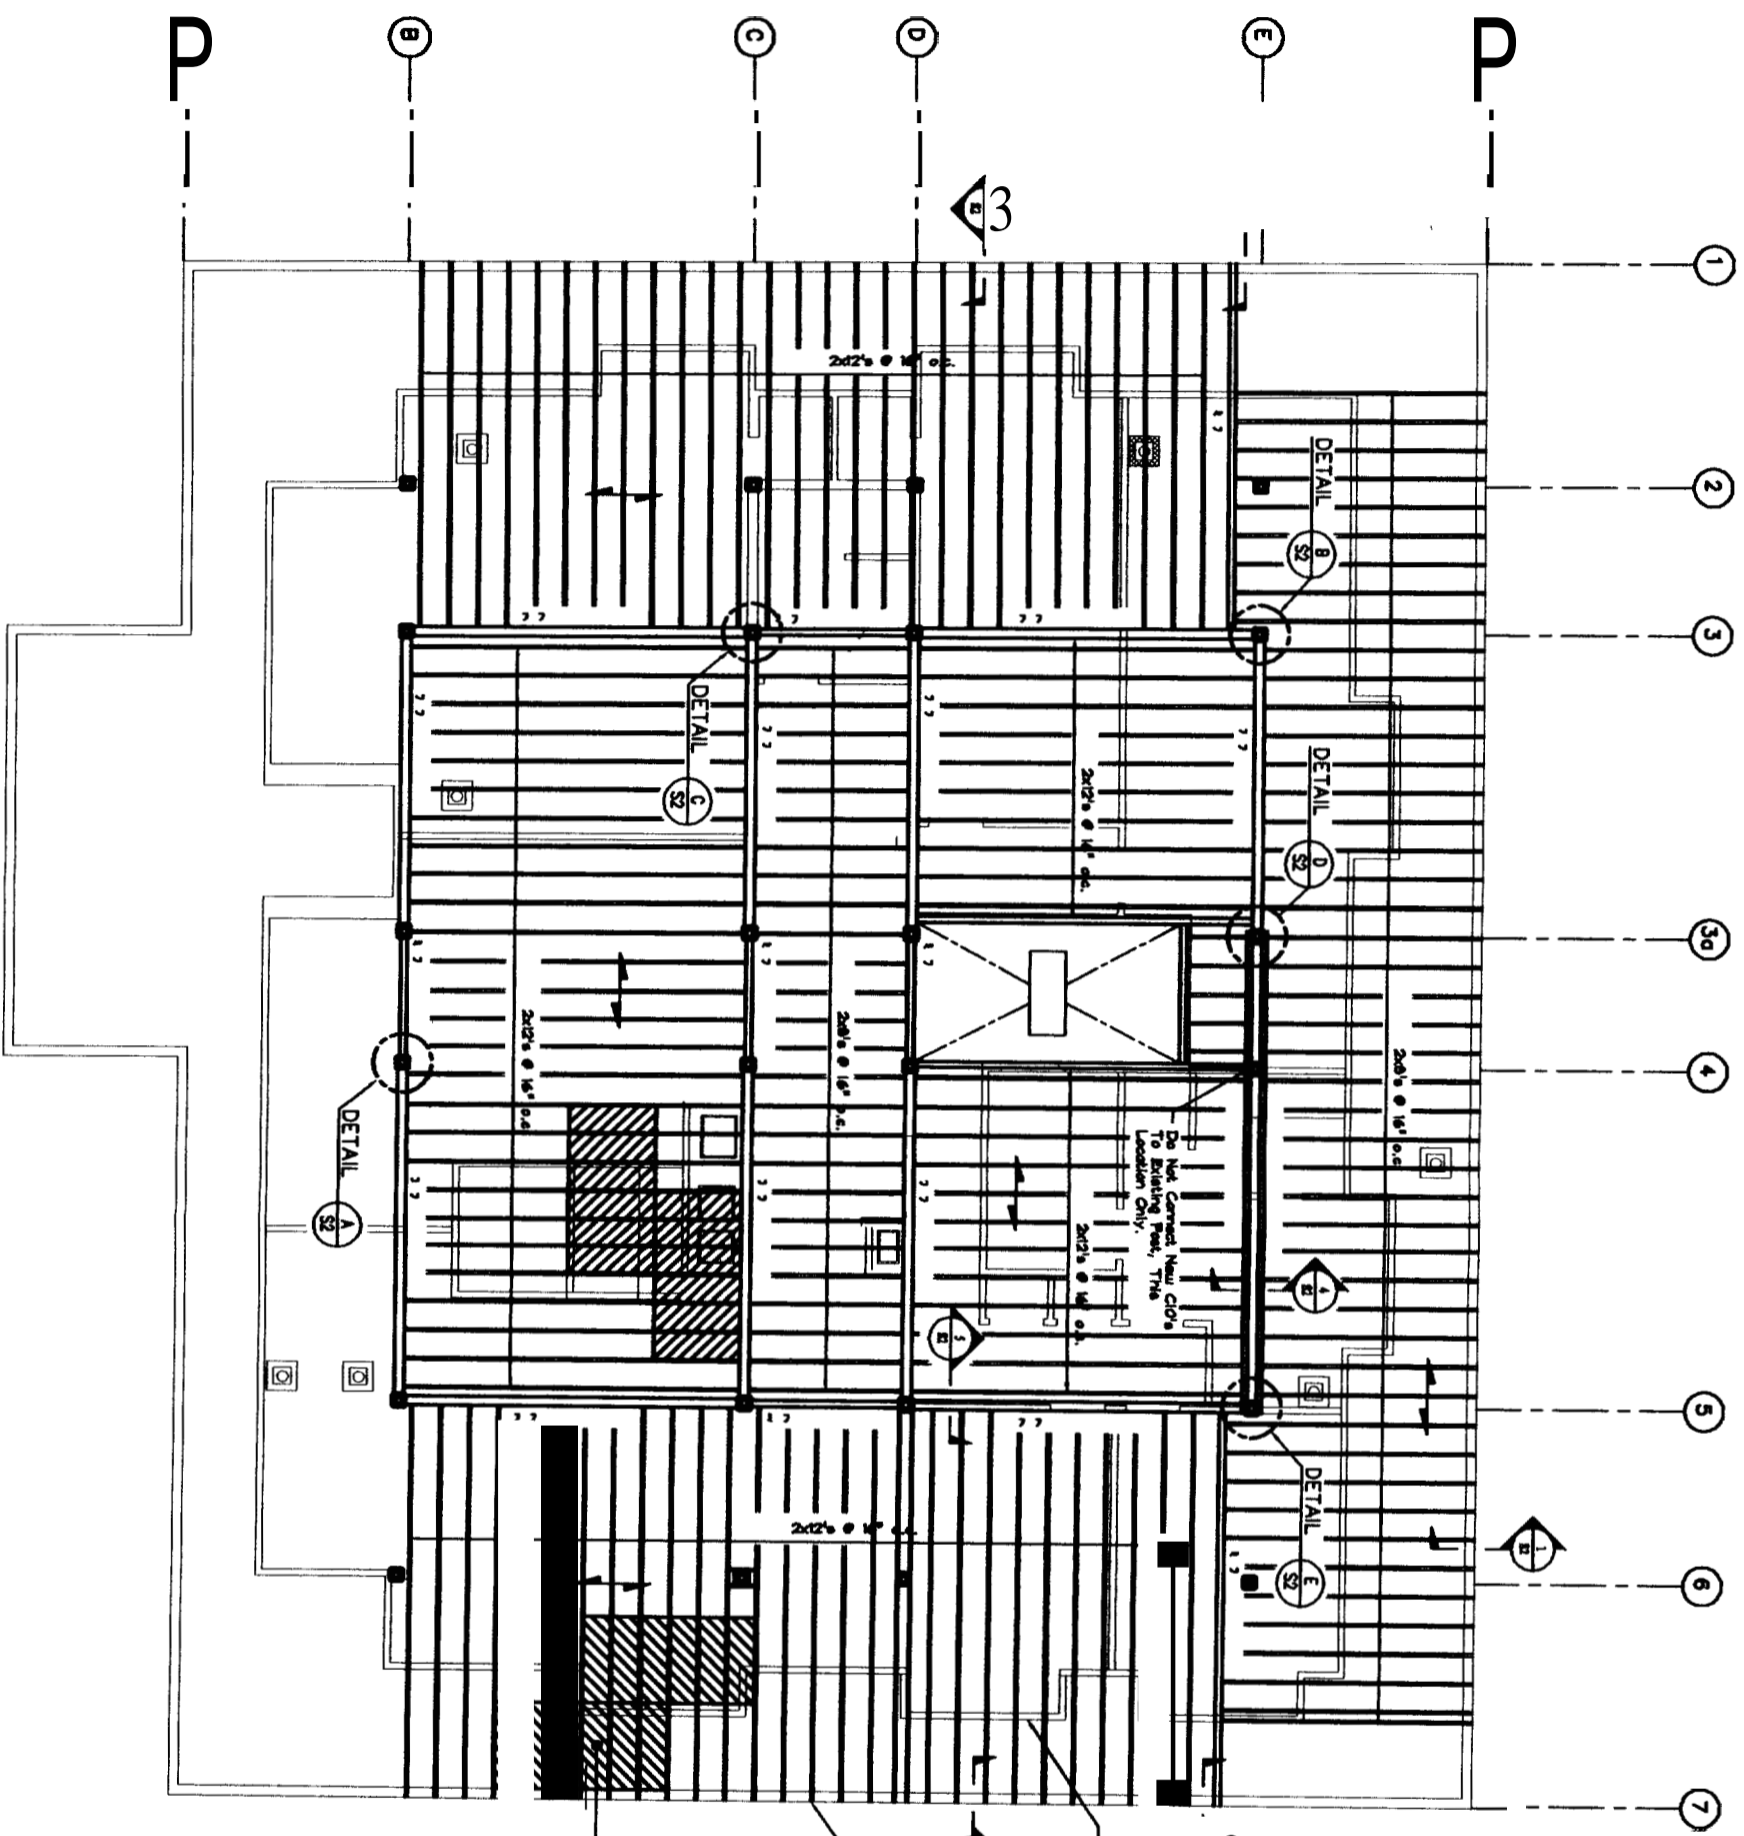 P
B
C
D
E
P
3
S2
1
2x12's @ 16" o.c.
DETAIL
B
S2
2
3
DETAIL
C
S2
2x12's @ 16" o.c.
DETAIL
D
S2
3a
2x12's @ 16" o.c.
2x8's @ 16" o.c.
2x8's @ 16" o.c.
4
DETAIL
A
S2
Do Not Connect New C10's
To Existing Post, This
Location Only.
2x12's @ 16" o.c.
4
S2
5
S2
5
2x12's @ 16" o.c.
DETAIL
E
S2
1
S2
6
7